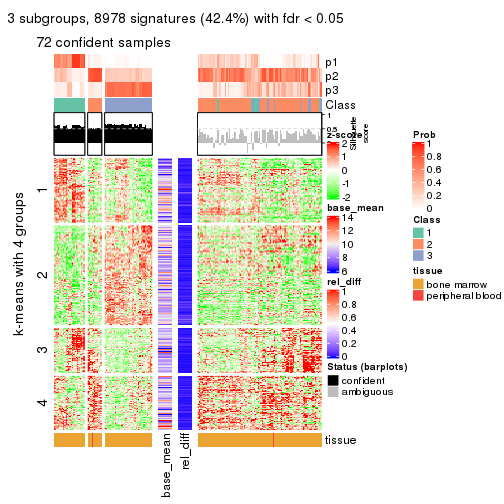 3 subgroups, 8978 signatures (42.4%) with fdr < 0.05
72 confident samples
p1
p2
p3
Class
1
0.5
0
Silhouette
score
k-means with 4 groups
1
2
3
4
base_mean
rel_diff
tissue
z-score
2
1
0
-1
-2
base_mean
14
12
10
8
6
rel_diff
1
0.8
0.6
0.4
0.2
0
Status (barplots)
confident
ambiguous
Prob
1
0.8
0.6
0.4
0.2
0
Class
1
2
3
tissue
bone marrow
peripheral blood